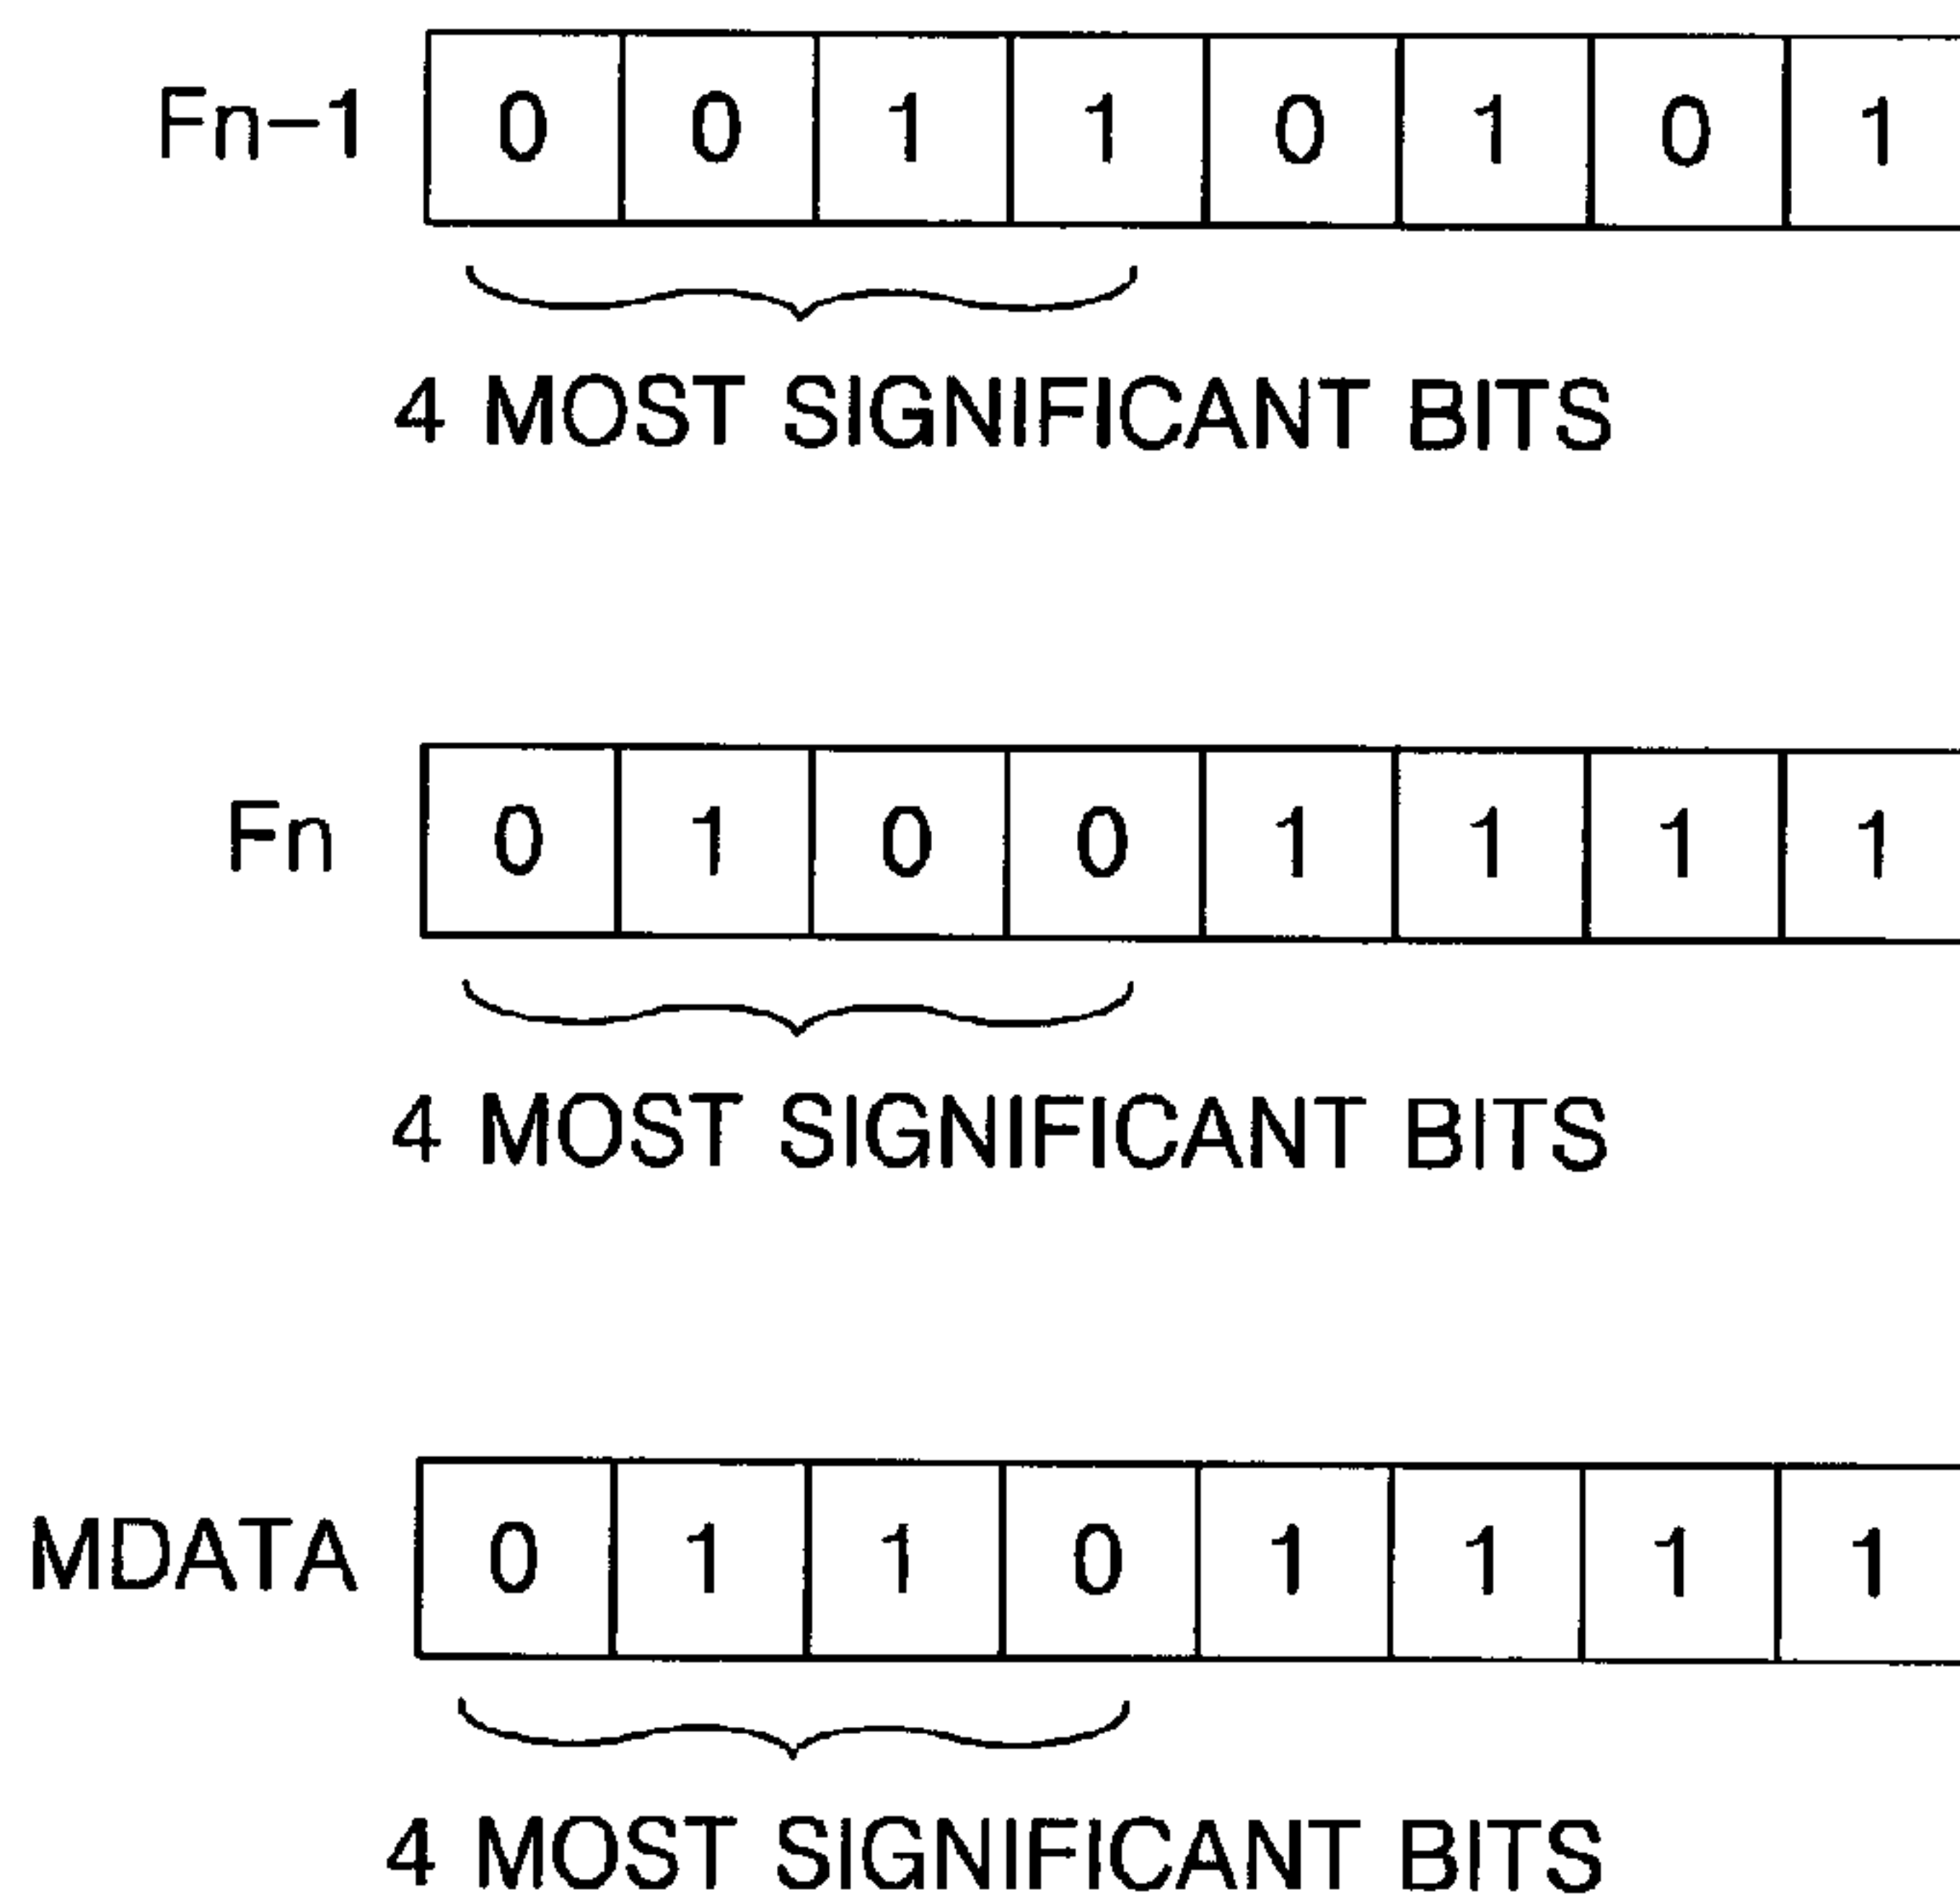 Fn-1 0 0 1 1 0 1 0 1
4 MOST SIGNIFICANT BITS
Fn 0 1 0 0 1 1 1 1
4 MOST SIGNIFICANT BITS
MDATA 0 1 1 0 1 1 1 1
4 MOST SIGNIFICANT BITS